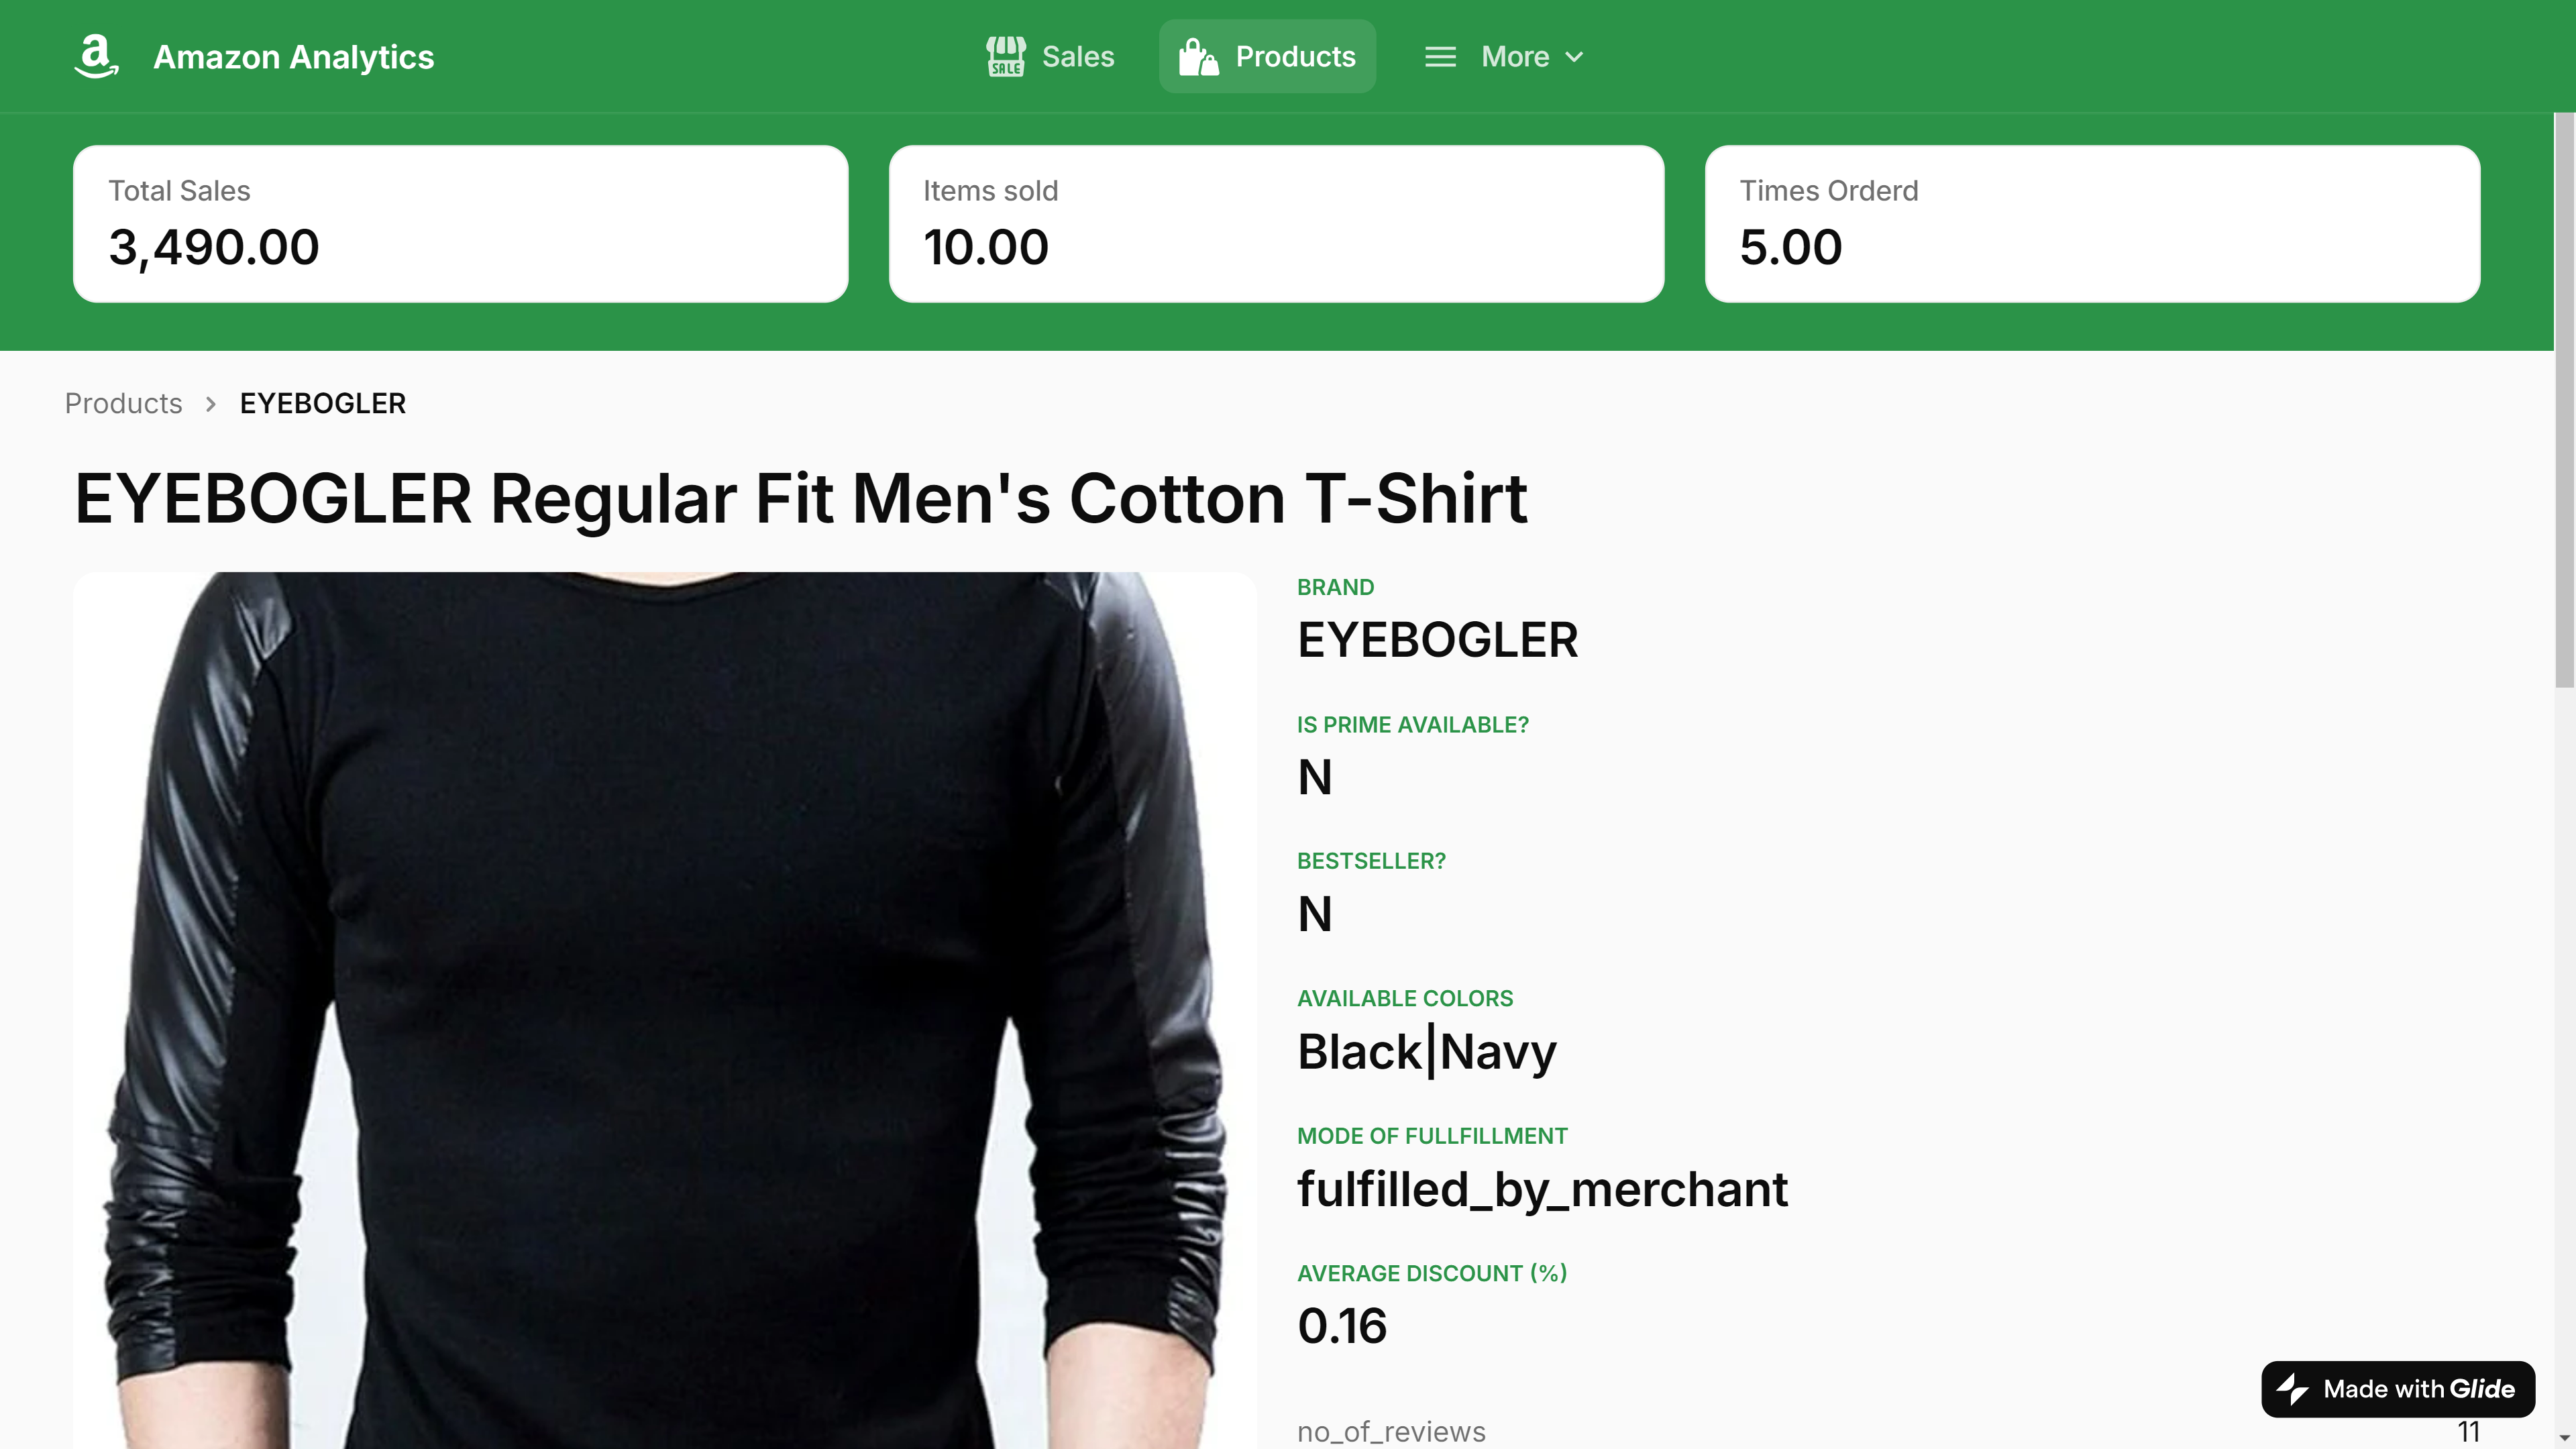 a Amazon Analytics
SALE Sales
Products
More
Total Sales
3,490.00
Items sold
10.00
Times Orderd
5.00
Products > EYEBOGLER
EYEBOGLER Regular Fit Men's Cotton T-Shirt
BRAND
EYEBOGLER
IS PRIME AVAILABLE?
N
BESTSELLER?
N
AVAILABLE COLORS
Black|Navy
MODE OF FULLFILLMENT
fulfilled_by_merchant
AVERAGE DISCOUNT (%)
0.16
Made with Glide
no_of_reviews 11